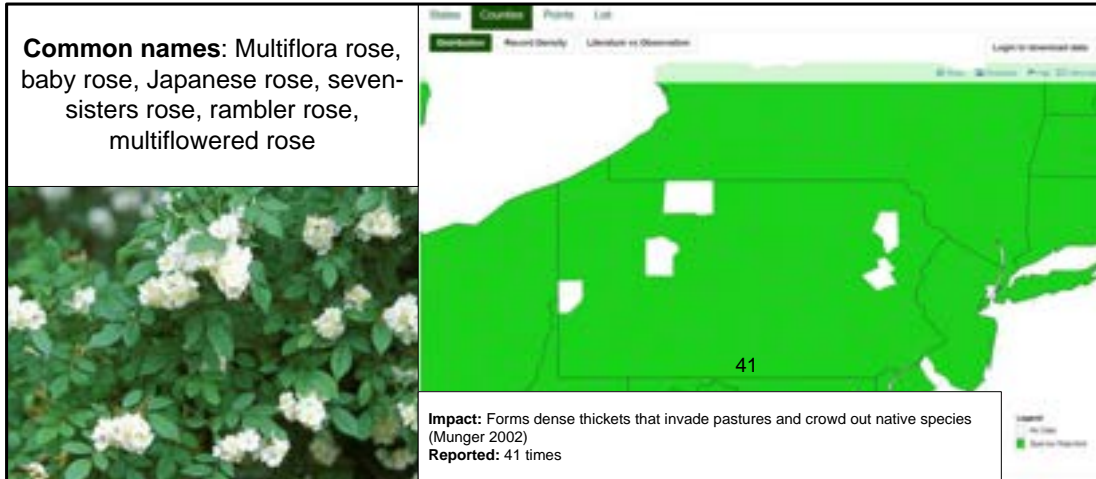 Common names: Multiflora rose,
baby rose, Japanese rose, seven-
sisters rose, rambler rose,
multiflowered rose
States Counties Points List
Distribution Record Density Literature vs Observation
Login to download data
41
Impact: Forms dense thickets that invade pastures and crowd out native species
(Munger 2002)
Reported: 41 times
Legend
No Data
Species Reported